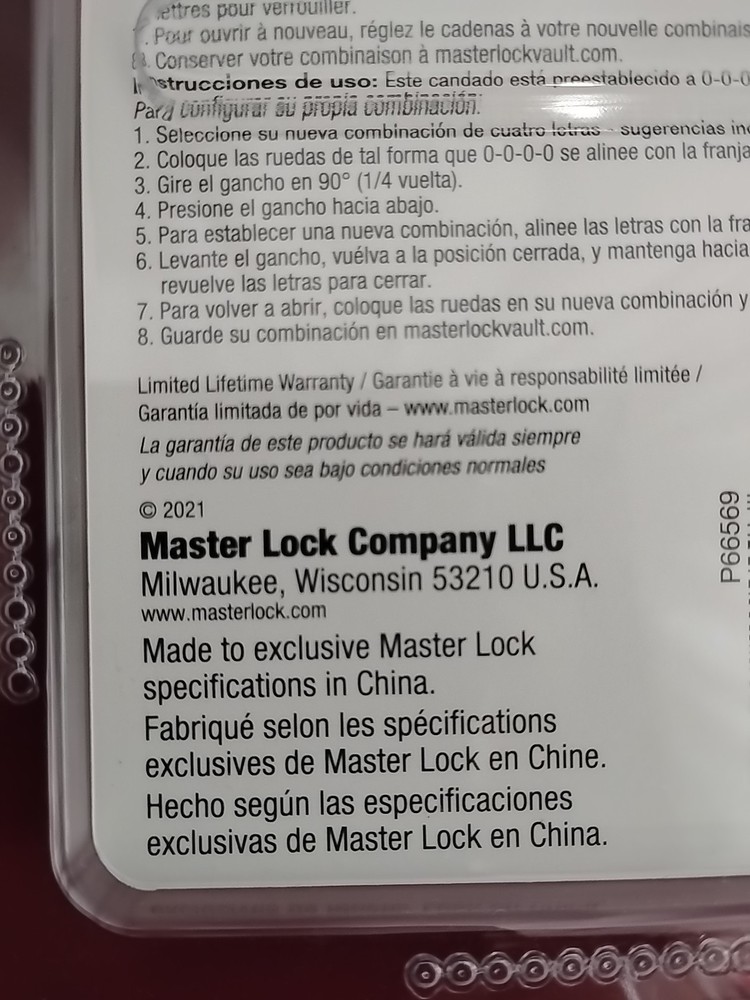 lettres pour verrouiller.
. Pour ouvrir à nouveau, réglez le cadenas à votre nouvelle combinais
8. Conserver votre combinaison à masterlockvault.com.
Instrucciones de uso: Este candado está preestablecido a 0-0-0
Para configurar su propia combinación:
1. Seleccione su nueva combinación de cuatro letras - sugerencias inc
2. Coloque las ruedas de tal forma que 0-0-0-0 se alinee con la franja
3. Gire el gancho en 90° (1/4 vuelta).
4. Presione el gancho hacia abajo.
5. Para establecer una nueva combinación, alinee las letras con la fra
6. Levante el gancho, vuélva a la posición cerrada, y mantenga hacia
revuelve las letras para cerrar.
7. Para volver a abrir, coloque las ruedas en su nueva combinación y
8. Guarde su combinación en masterlockvault.com.
Limited Lifetime Warranty / Garantie à vie à responsabilité limitée /
Garantía limitada de por vida – www.masterlock.com
La garantía de este producto se hará válida siempre
y cuando su uso sea bajo condiciones normales
© 2021
Master Lock Company LLC
Milwaukee, Wisconsin 53210 U.S.A.
www.masterlock.com
Made to exclusive Master Lock
specifications in China.
Fabriqué selon les spécifications
exclusives de Master Lock en Chine.
Hecho según las especificaciones
exclusivas de Master Lock en China.
P66569